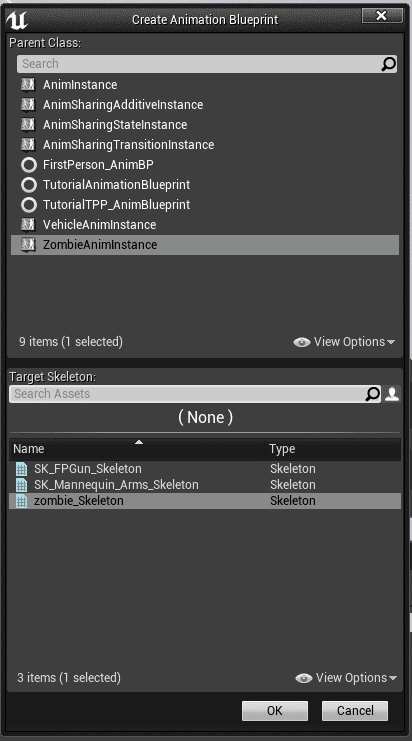 Create Animation Blueprint
Parent Class:
Search
AnimInstance
AnimSharingAdditiveInstance
AnimSharingStateInstance
AnimSharingTransitionInstance
FirstPerson_AnimBP
TutorialAnimationBlueprint
TutorialTPP_AnimBlueprint
VehicleAnimInstance
ZombieAnimInstance
9 items (1 selected) View Options
Target Skeleton:
Search Assets
( None )
Name Type
SK_FPGun_Skeleton Skeleton
SK_Mannequin_Arms_Skeleton Skeleton
zombie_Skeleton Skeleton
3 items (1 selected) View Options
OK Cancel